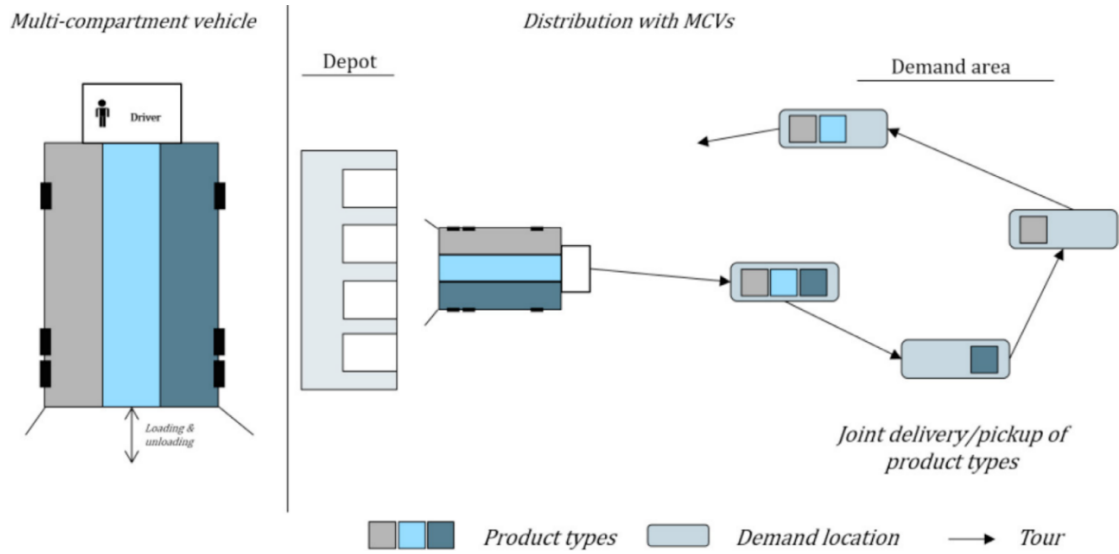 Multi-compartment vehicle
Distribution with MCVs
Depot
Demand area
Driver
Loading &
unloading
Joint delivery/pickup of
product types
Product types
Demand location
Tour